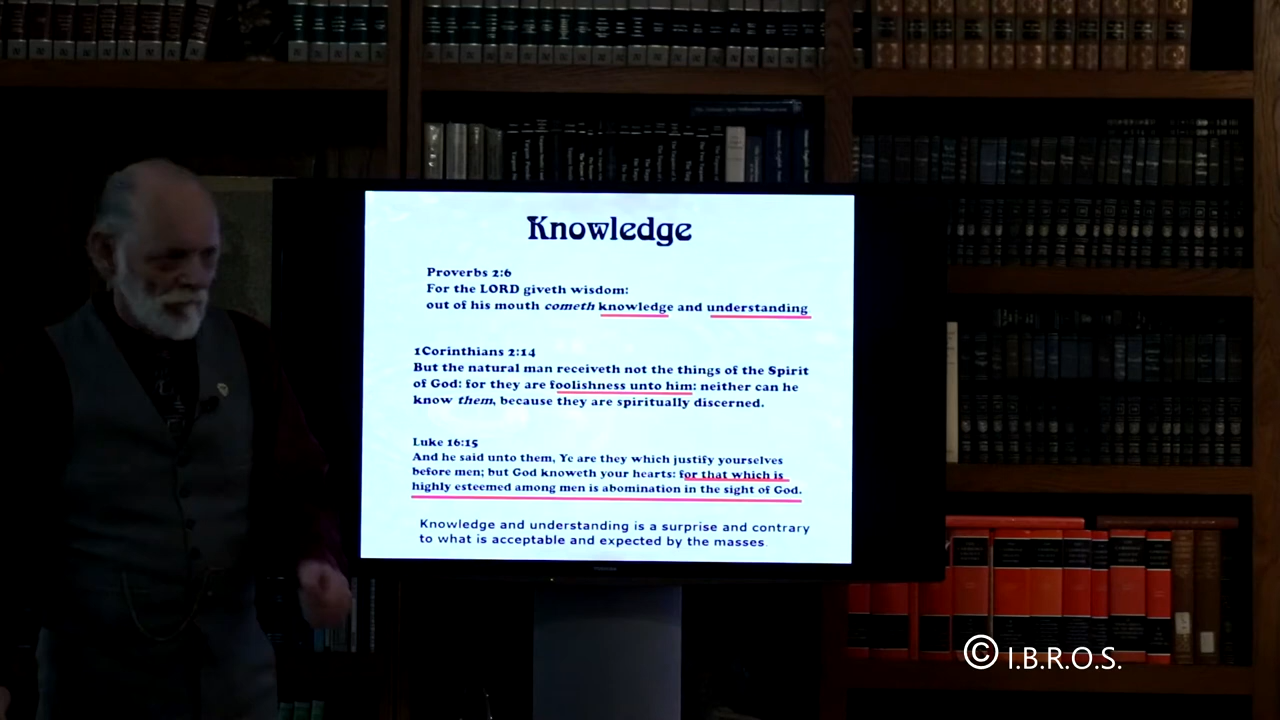 Knowledge
Proverbs 2:6
For the LORD giveth wisdom:
out of his mouth cometh knowledge and understanding
1Corinthians 2:14
But the natural man receiveth not the things of the Spirit
of God: for they are foolishness unto him: neither can he
know them, because they are spiritually discerned.
Luke 16:15
And he said unto them, Ye are they which justify yourselves
before men; but God knoweth your hearts: for that which is
highly esteemed among men is abomination in the sight of God.
Knowledge and understanding is a surprise and contrary
to what is acceptable and expected by the masses.
© I.B.R.O.S.